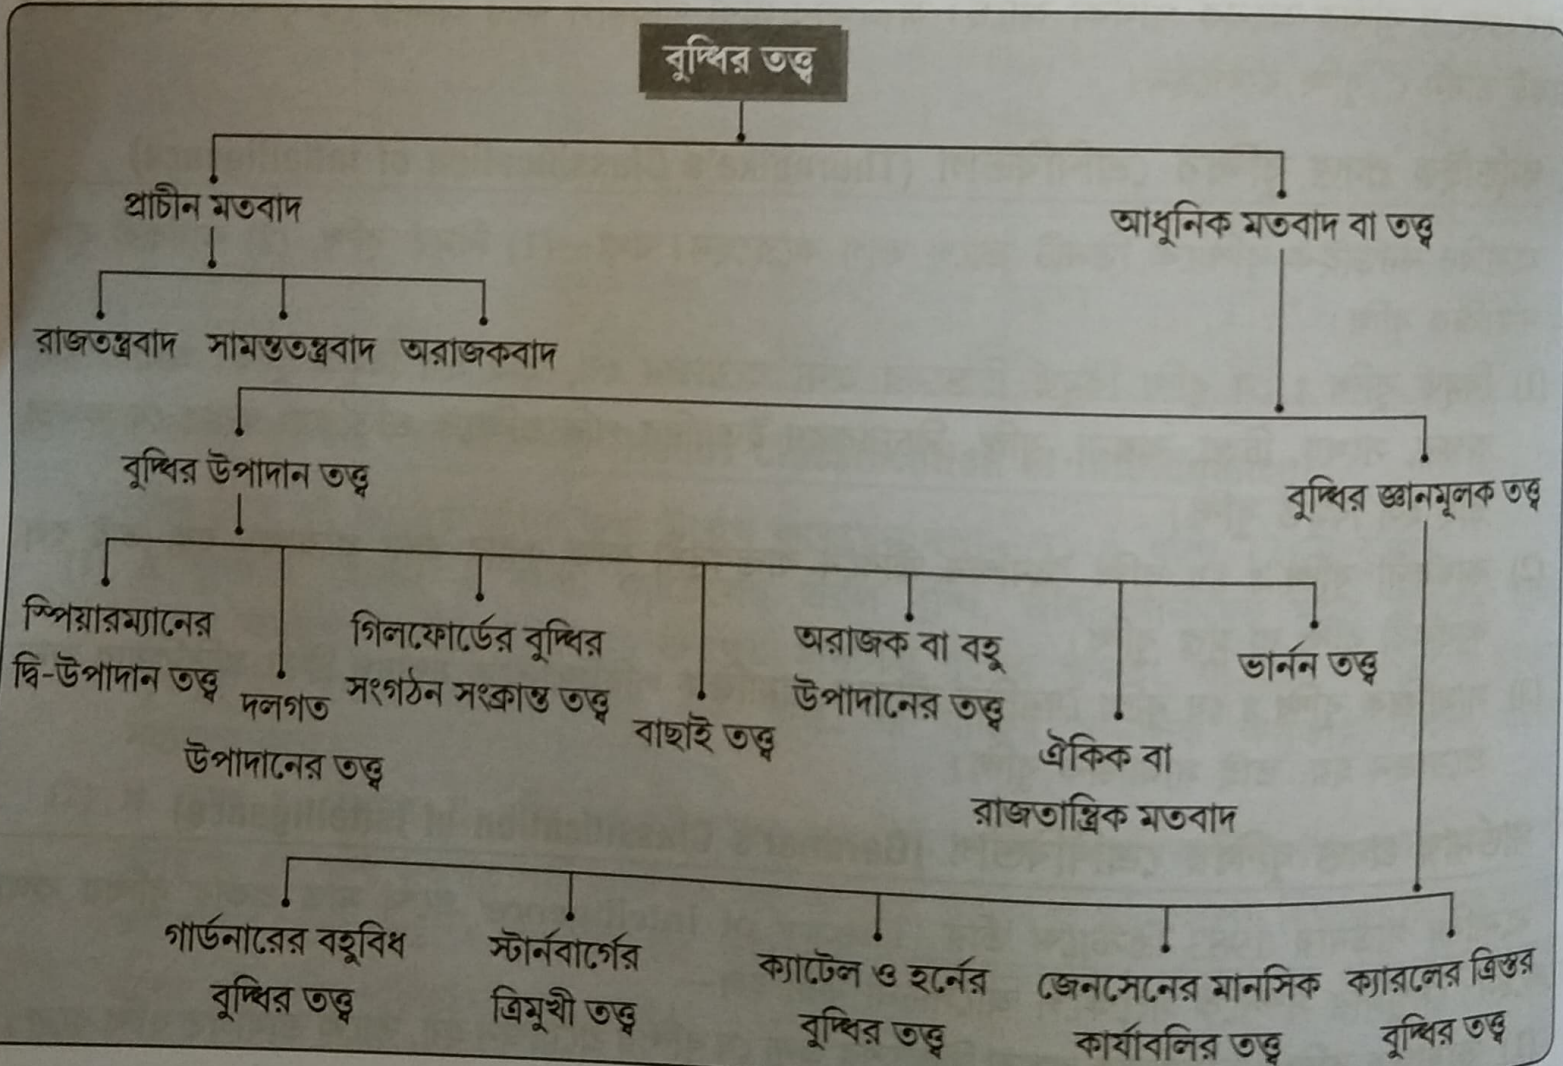 বুদ্ধির তত্ত্ব
প্রাচীন মতবাদ
আধুনিক মতবাদ বা তত্ত্ব
রাজতন্ত্রবাদ সামন্ততন্ত্রবাদ অরাজকবাদ
বুদ্ধির উপাদান তত্ত্ব
বুদ্ধির জ্ঞানমূলক তত্ত্ব
স্পিয়ারম্যানের
দ্বি-উপাদান তত্ত্ব
দলগত
উপাদানের তত্ত্ব
গিলফোর্ডের বুদ্ধির
সংগঠন সংক্রান্ত তত্ত্ব
বাছাই তত্ত্ব
অরাজক বা বহু
উপাদানের তত্ত্ব
ঐকিক বা
রাজতান্ত্রিক মতবাদ
ভার্নন তত্ত্ব
গার্ডনারের বহুবিধ
বুদ্ধির তত্ত্ব
স্টার্নবার্গের
ত্রিমুখী তত্ত্ব
ক্যাটেল ও হর্নের
বুদ্ধির তত্ত্ব
জেনসেনের মানসিক
কার্যাবলির তত্ত্ব
ক্যারলের ত্রিস্তর
বুদ্ধির তত্ত্ব